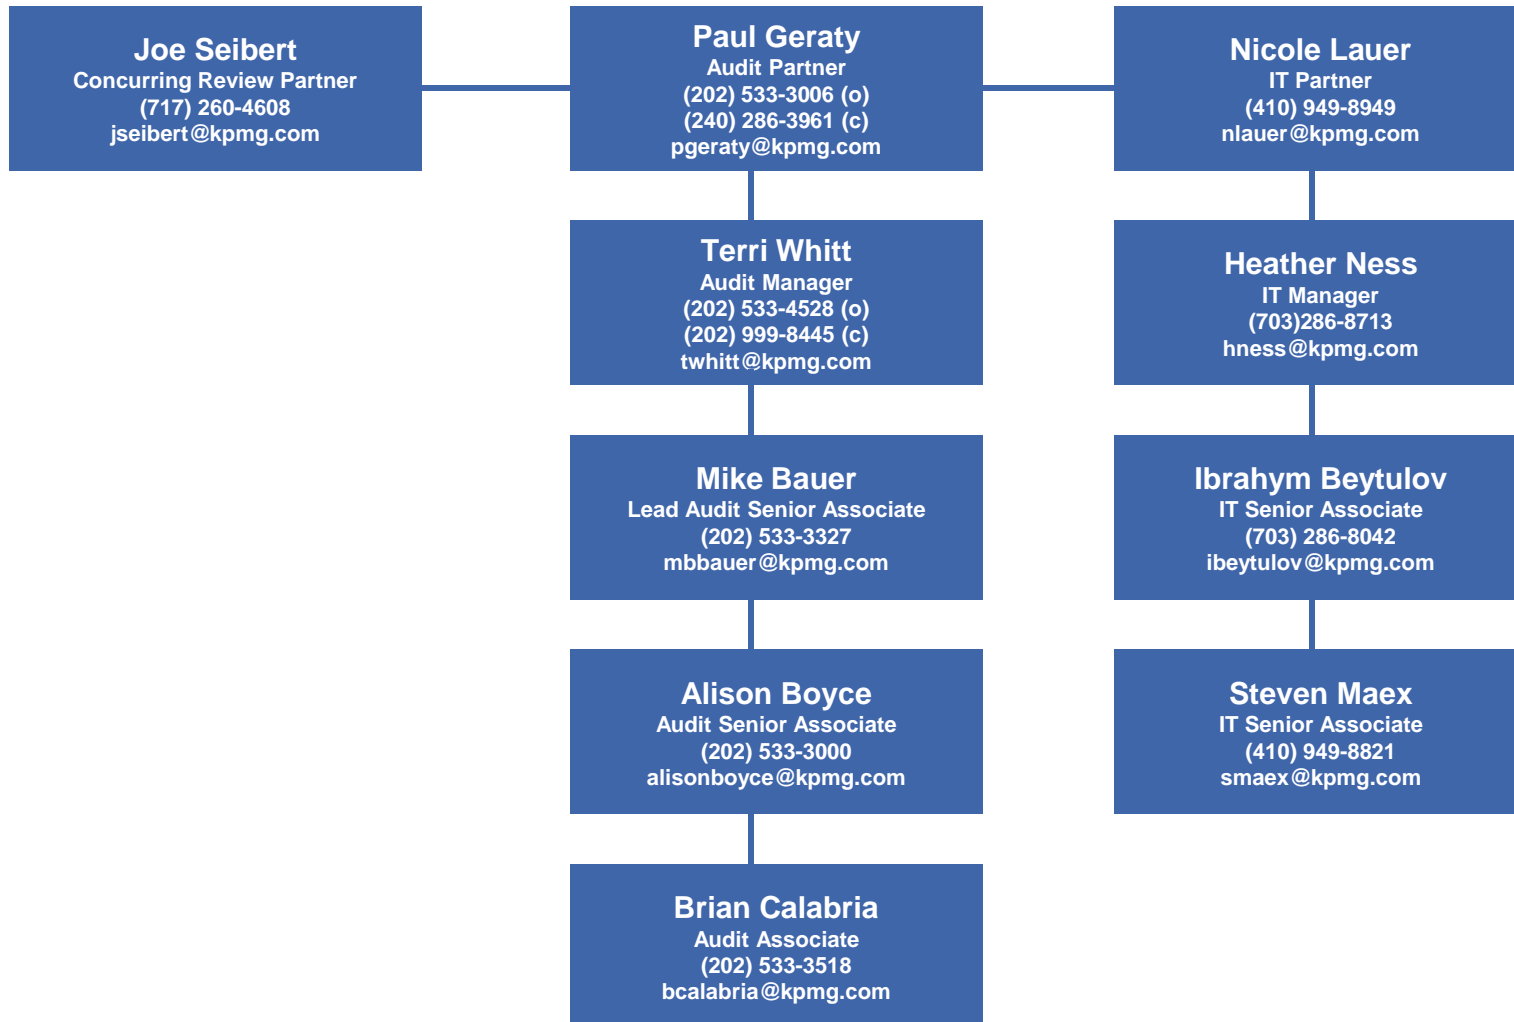 Joe Seibert
Concurring Review Partner
(717) 260-4608
jseibert@kpmg.com
Paul Geraty
Audit Partner
(202) 533-3006 (o)
(240) 286-3961 (c)
pgeraty@kpmg.com
Nicole Lauer
IT Partner
(410) 949-8949
nlauer@kpmg.com
Terri Whitt
Audit Manager
(202) 533-4528 (o)
(202) 999-8445 (c)
twhitt@kpmg.com
Heather Ness
IT Manager
(703)286-8713
hness@kpmg.com
Mike Bauer
Lead Audit Senior Associate
(202) 533-3327
mbbauer@kpmg.com
Ibrahym Beytulov
IT Senior Associate
(703) 286-8042
ibeytulov@kpmg.com
Alison Boyce
Audit Senior Associate
(202) 533-3000
alisonboyce@kpmg.com
Steven Maex
IT Senior Associate
(410) 949-8821
smaex@kpmg.com
Brian Calabria
Audit Associate
(202) 533-3518
bcalabria@kpmg.com